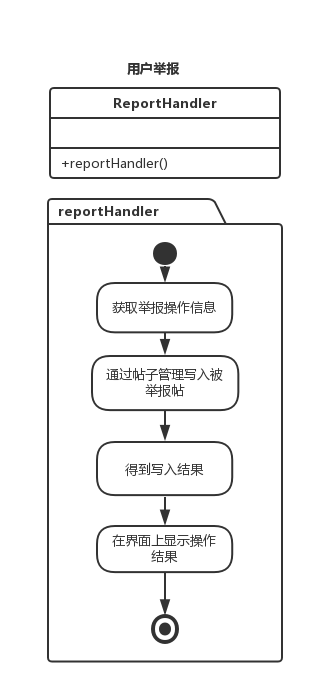 用户举报
ReportHandler
+reportHandler()
reportHandler
获取举报操作信息
通过帖子管理写入被
举报帖
得到写入结果
在界面上显示操作
结果